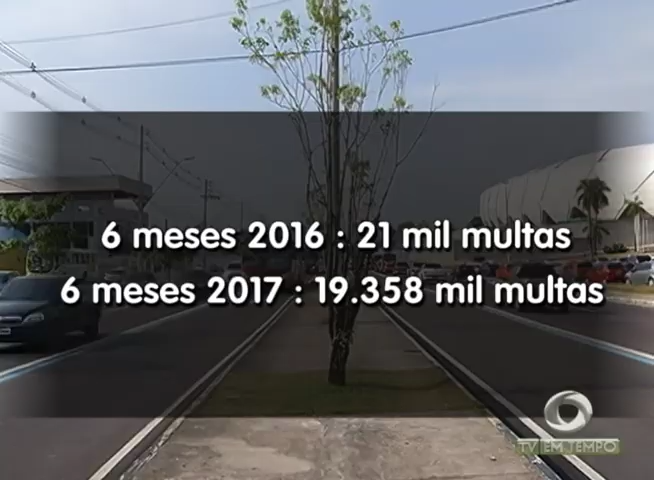 6 meses 2016 : 21 mil multas
6 meses 2017 : 19.358 mil multas
TV EM TEMPO